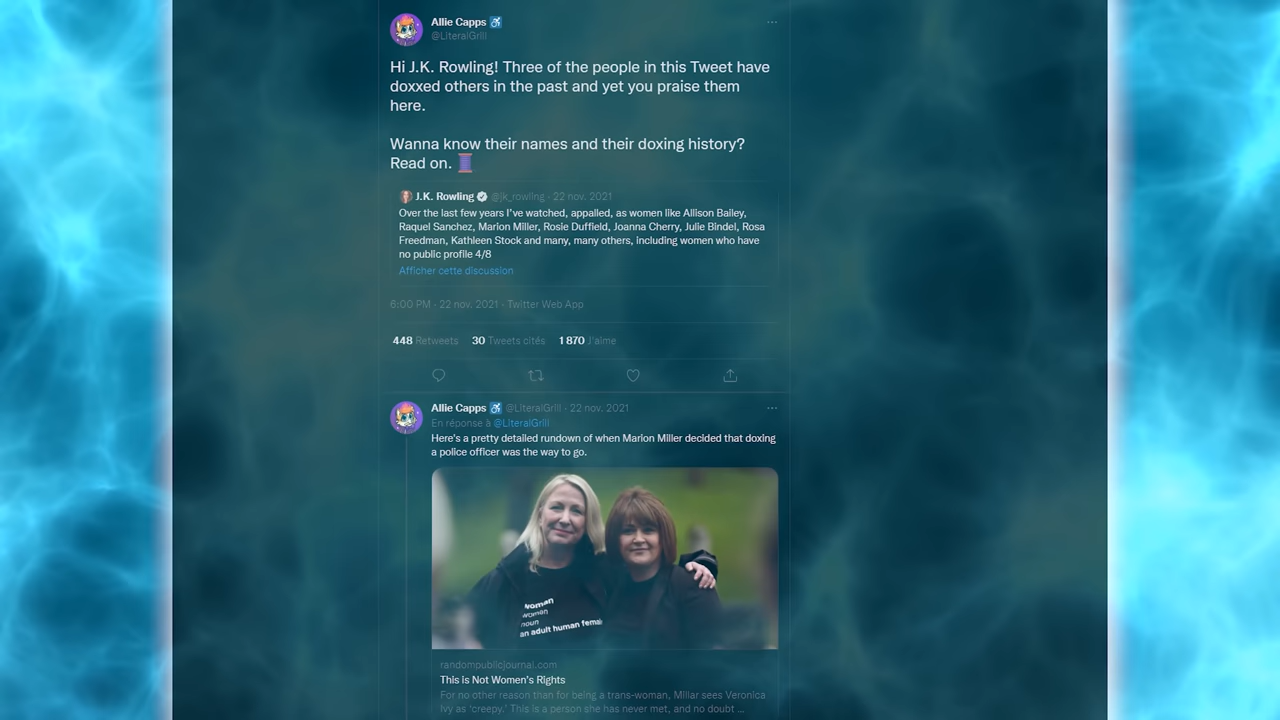 Allie Capps
@LiteralGrill
Hi J.K. Rowling! Three of the people in this Tweet have
doxxed others in the past and yet you praise them
here.
Wanna know their names and their doxing history?
Read on.
J.K. Rowling @jk_rowling · 22 nov. 2021
Over the last few years I've watched, appalled, as women like Allison Bailey,
Raquel Sanchez, Marion Miller, Rosie Duffield, Joanna Cherry, Julie Bindel, Rosa
Freedman, Kathleen Stock and many, many others, including women who have
no public profile 4/8
Afficher cette discussion
6:00 PM · 22 nov. 2021 · Twitter Web App
448 Retweets 30 Tweets cités 1 870 J'aime
Allie Capps @LiteralGrill · 22 nov. 2021
En réponse à @LiteralGrill
Here's a pretty detailed rundown of when Marion Miller decided that doxing
a police officer was the way to go.
woman
woman
noun
an adult human femal
randompublicjournal.com
This is Not Women's Rights
For no other reason than for being a trans-woman, Millar sees Veronica
Ivy as 'creepy.' This is a person she has never met, and no doubt ...